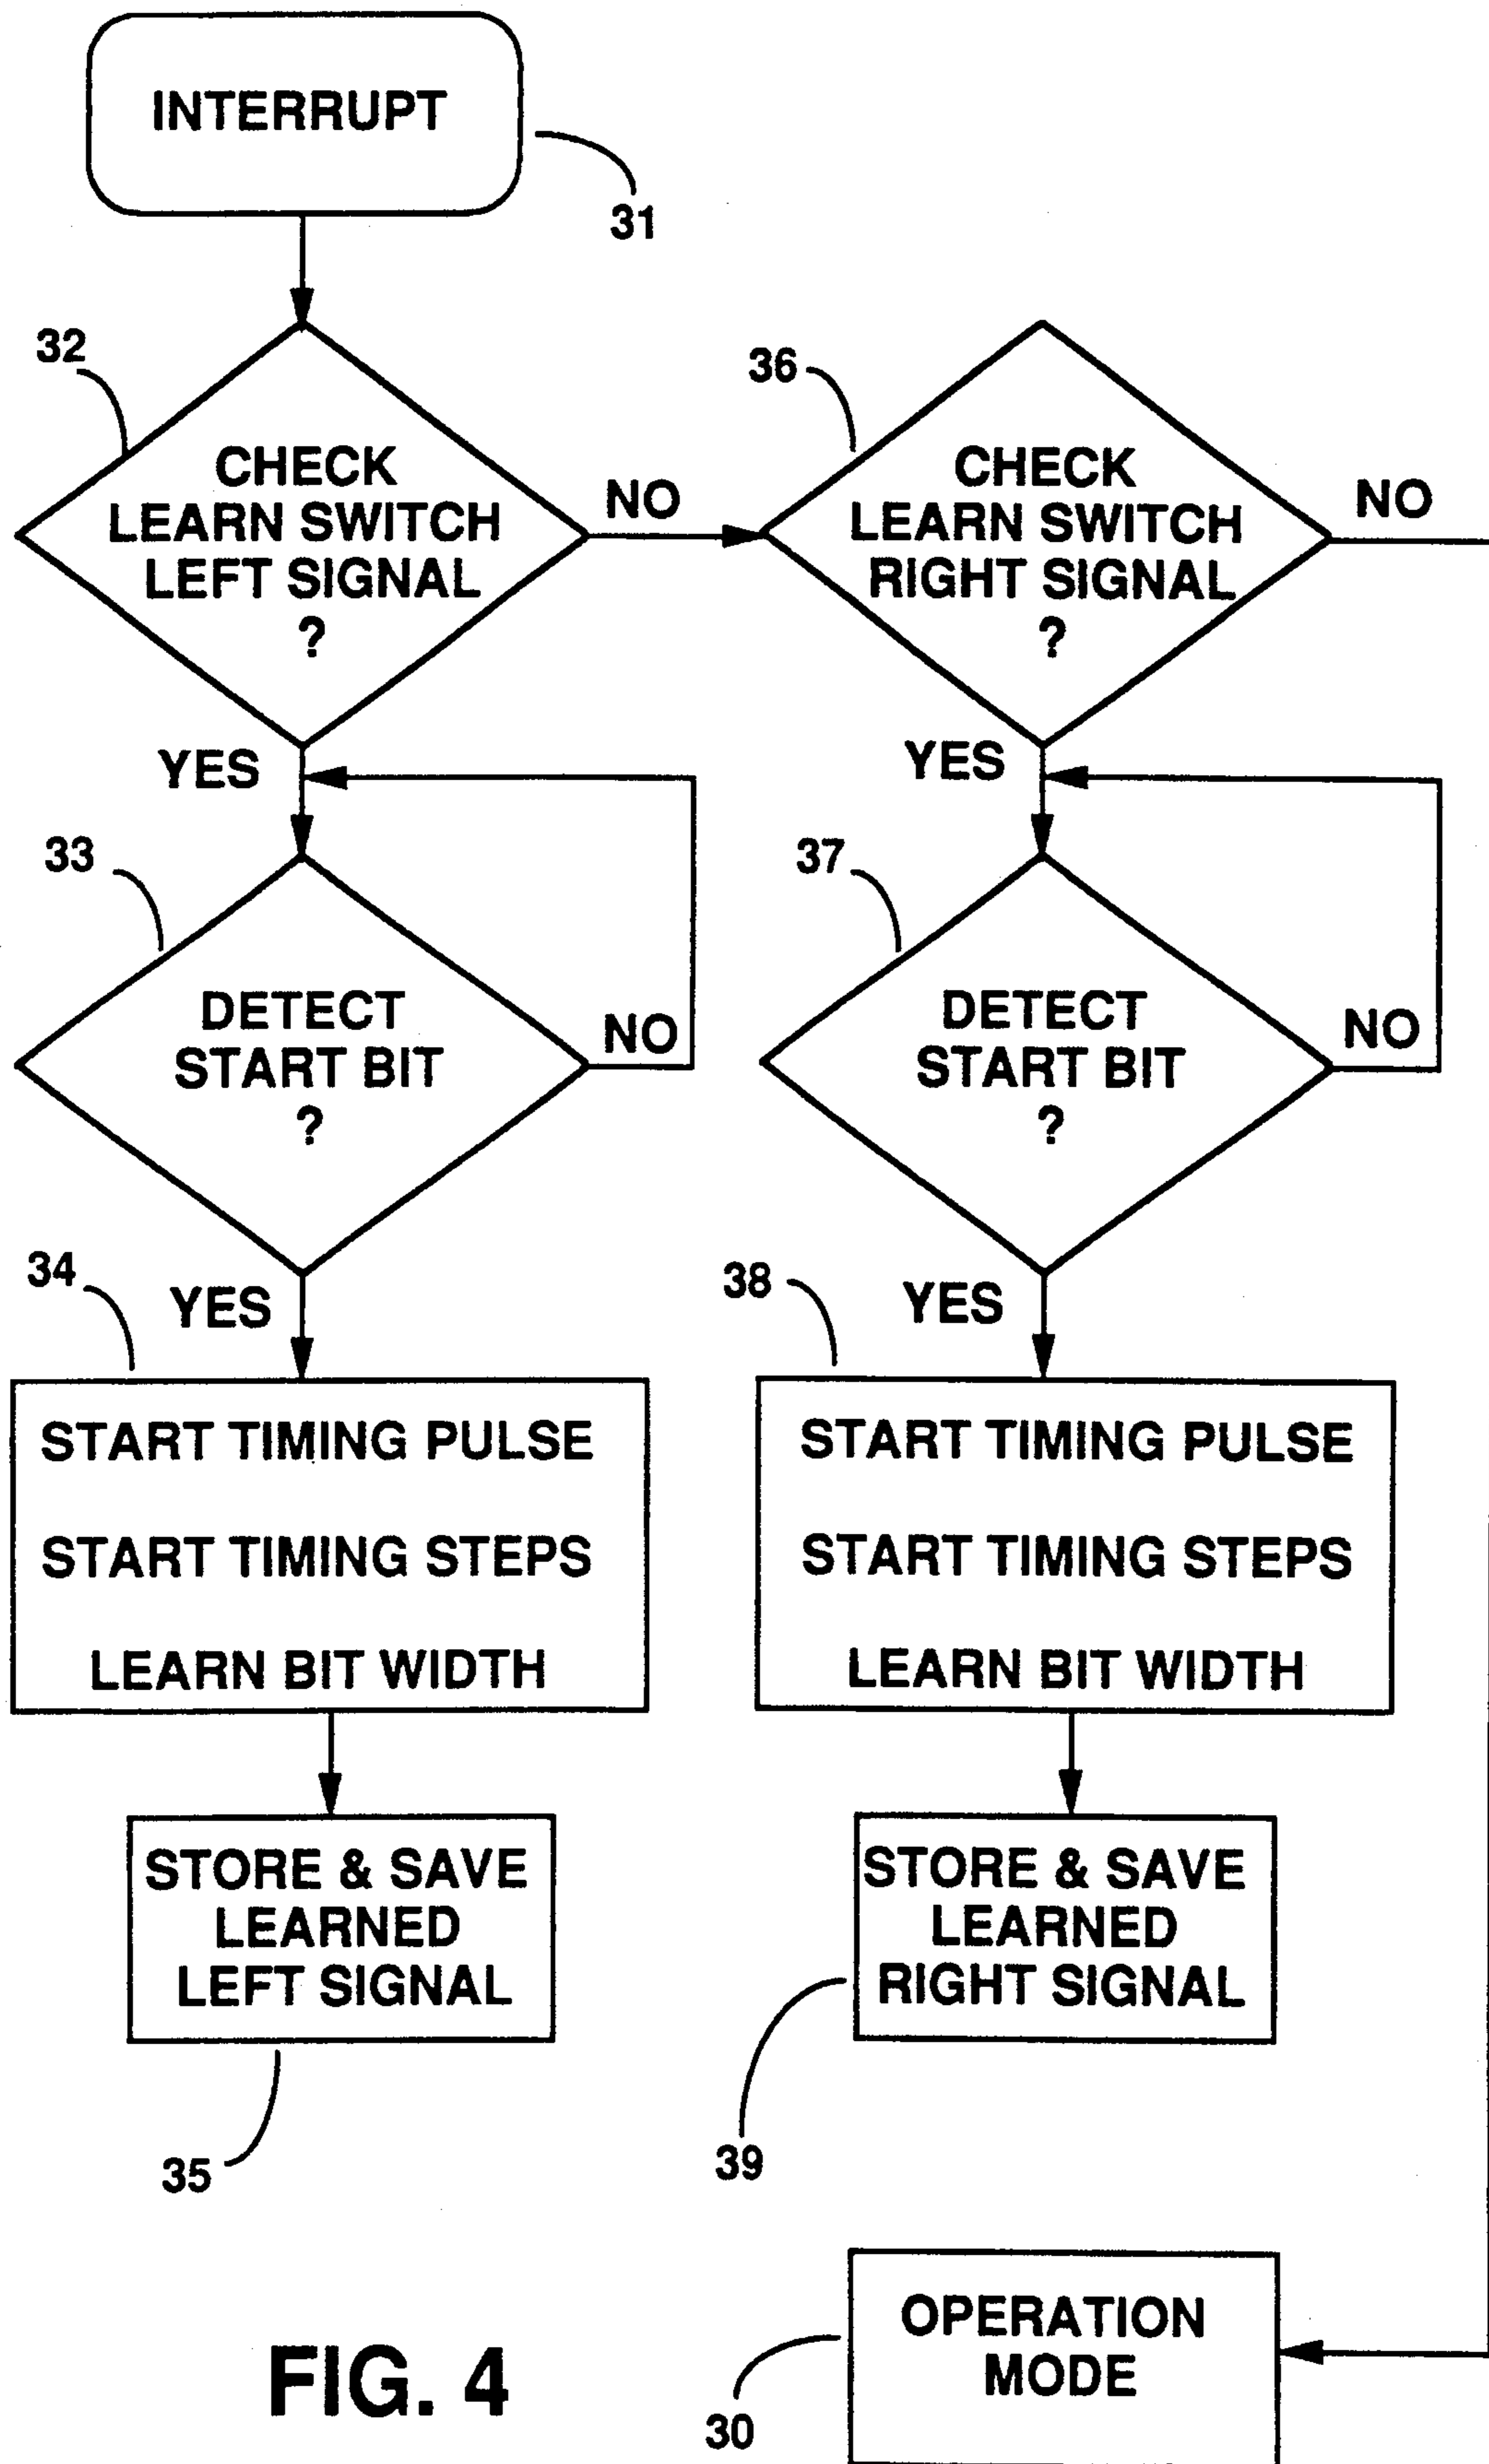 INTERRUPT
31
32
CHECK
LEARN SWITCH
LEFT SIGNAL
?
NO
YES
36
CHECK
LEARN SWITCH
RIGHT SIGNAL
?
NO
YES
33
DETECT
START BIT
?
NO
YES
37
DETECT
START BIT
?
NO
YES
34
START TIMING PULSE
START TIMING STEPS
LEARN BIT WIDTH
38
START TIMING PULSE
START TIMING STEPS
LEARN BIT WIDTH
STORE & SAVE
LEARNED
LEFT SIGNAL
35
STORE & SAVE
LEARNED
RIGHT SIGNAL
39
OPERATION
MODE
30
FIG. 4